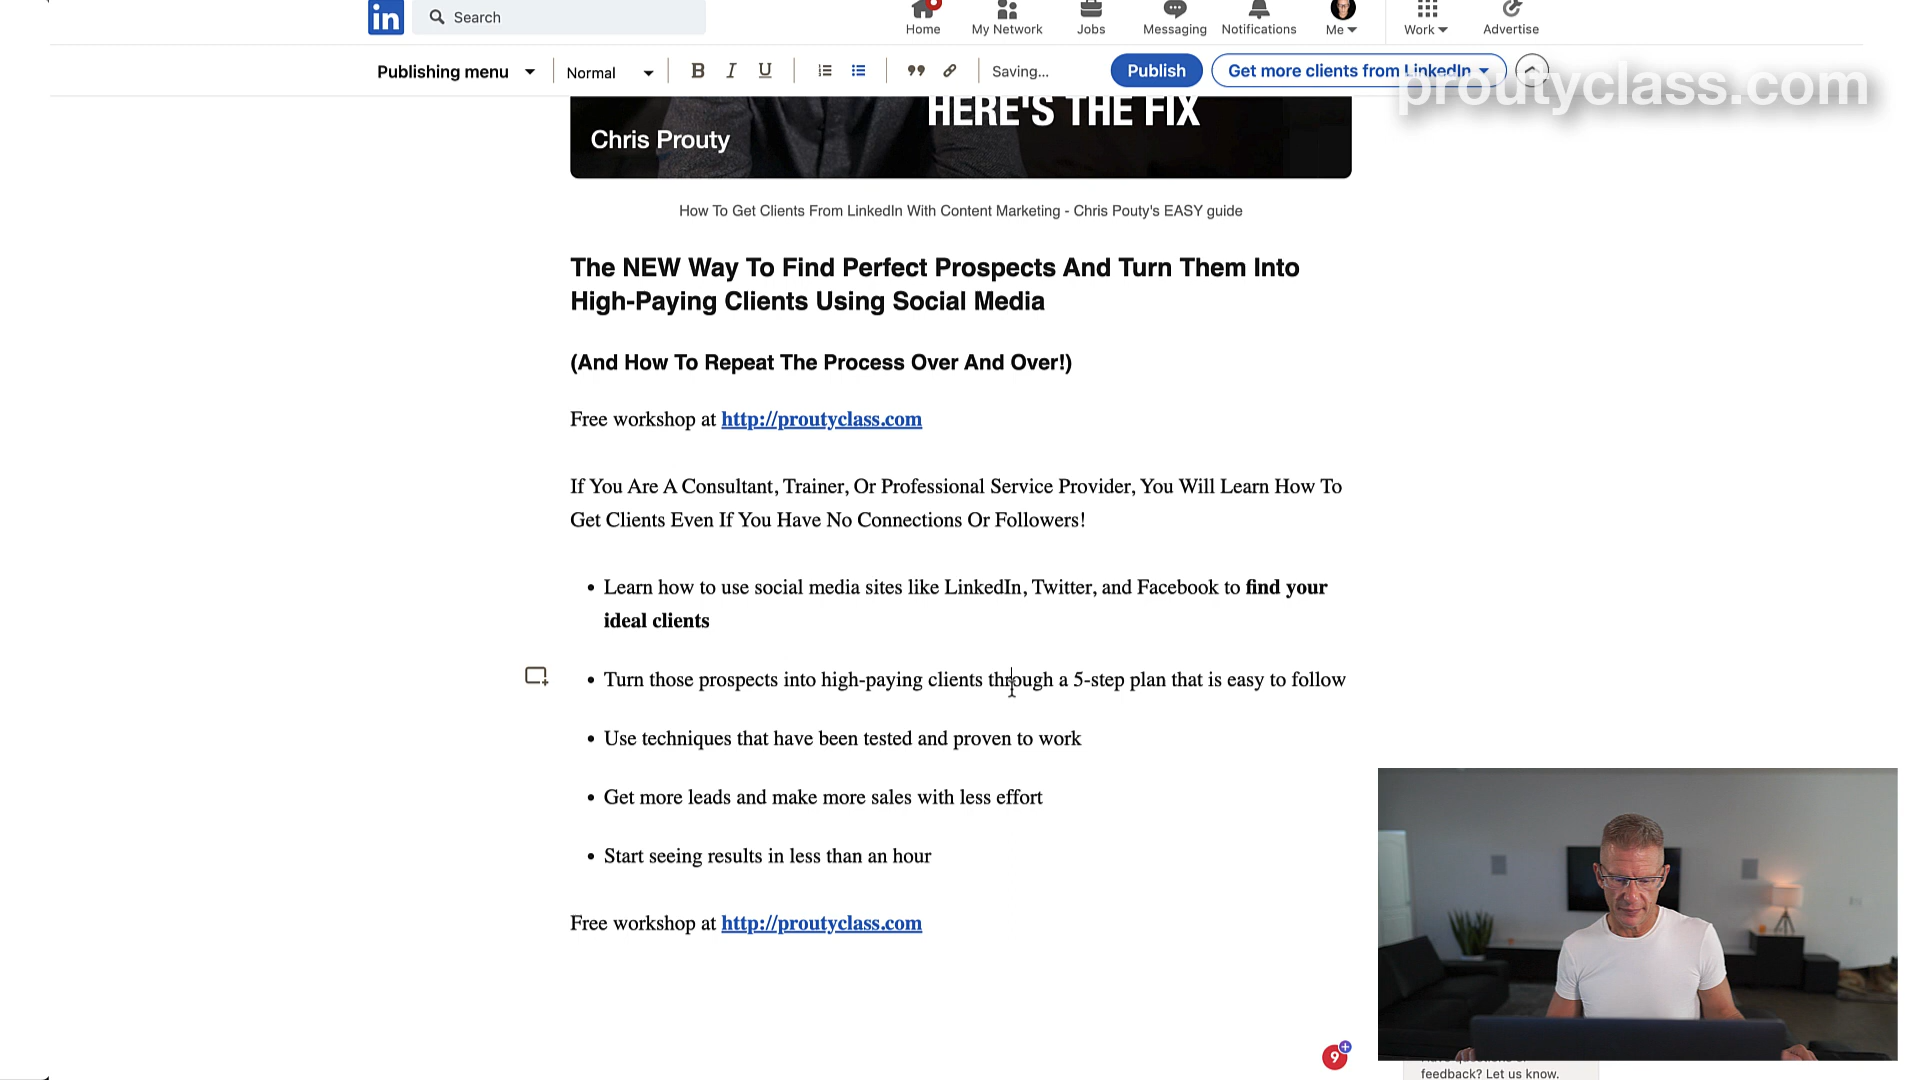 in
Search
Home
My Network
Jobs
Messaging
Notifications
Me
Work
Advertise
Publishing menu
Normal
B I U
Saving...
Publish
Get more clients from LinkedIn
proutyclass.com
HERE'S THE FIX
Chris Prouty
How To Get Clients From LinkedIn With Content Marketing - Chris Pouty's EASY guide
The NEW Way To Find Perfect Prospects And Turn Them Into
High-Paying Clients Using Social Media
(And How To Repeat The Process Over And Over!)
Free workshop at http://proutyclass.com
If You Are A Consultant, Trainer, Or Professional Service Provider, You Will Learn How To
Get Clients Even If You Have No Connections Or Followers!
• Learn how to use social media sites like LinkedIn, Twitter, and Facebook to find your
ideal clients
• Turn those prospects into high-paying clients through a 5-step plan that is easy to follow
• Use techniques that have been tested and proven to work
• Get more leads and make more sales with less effort
• Start seeing results in less than an hour
Free workshop at http://proutyclass.com
9
feedback? Let us know.